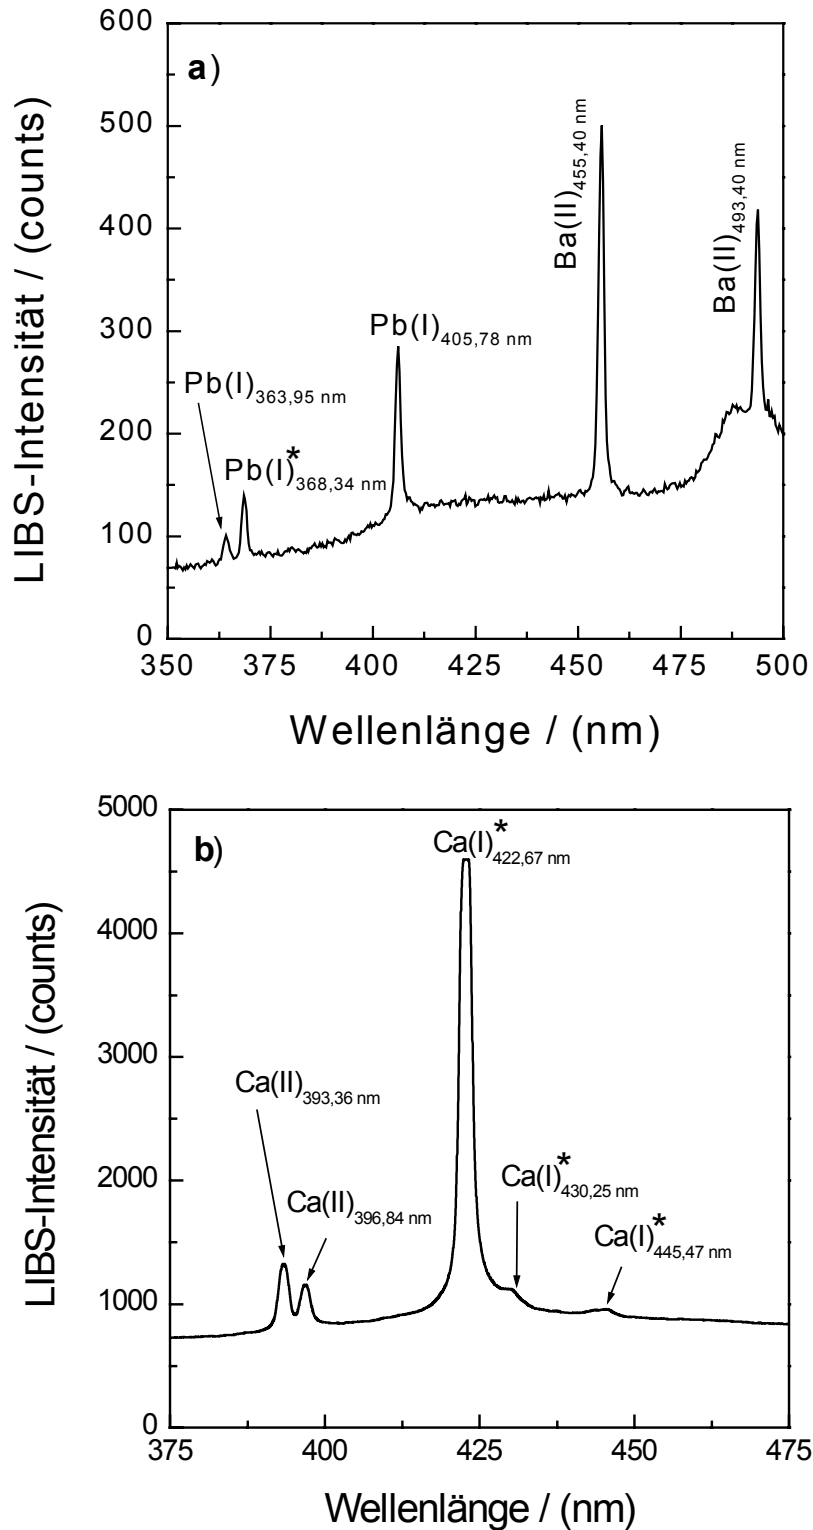 600
a)
500
400
300
200
100
0
LIBS-Intensität / (counts)
Pb(I)363,95 nm
Pb(I)*368,34 nm
Pb(I)405,78 nm
Ba(II)455,40 nm
Ba(II)493,40 nm
350 375 400 425 450 475 500
Wellenlänge / (nm)
5000
b)
4000
3000
2000
1000
0
LIBS-Intensität / (counts)
Ca(I)*422,67 nm
Ca(II)393,36 nm
Ca(II)396,84 nm
Ca(I)*430,25 nm
Ca(I)*445,47 nm
375 400 425 450 475
Wellenlänge / (nm)